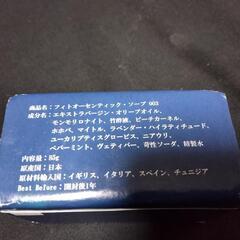 商品名：フィトオーセンティック・ソープ 003
成分名：エキストラバージン・オリーブオイル、
モンモリロナイト、竹酢液、ピーチカーネル、
ホホバ、マイトル、ラベンダー・ハイラティチュード、
ユーカリプティスグロービス、ニアウリ、
ペパーミント、ヴェティバー、苛性ソーダ、精製水
内容量：85g
原産国：日本
原材料輸入国：イギリス、イタリア、スペイン、チュニジア
Best Before：開封後1年